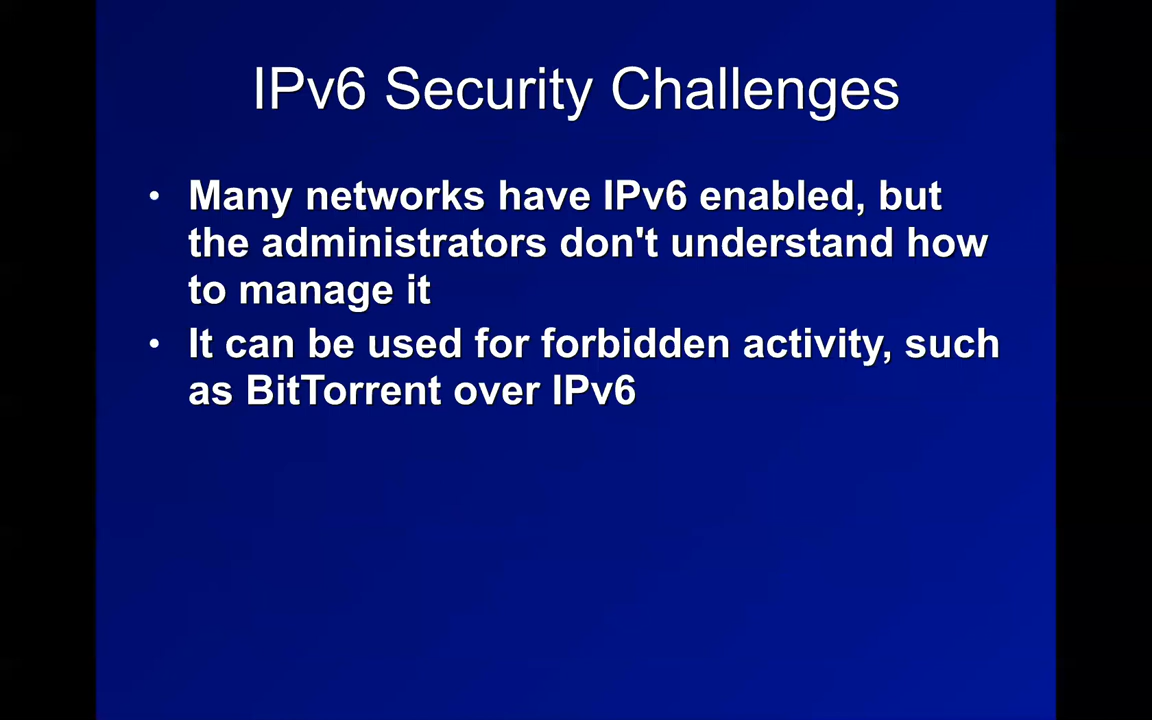 IPv6 Security Challenges
• Many networks have IPv6 enabled, but
the administrators don't understand how
to manage it
• It can be used for forbidden activity, such
as BitTorrent over IPv6